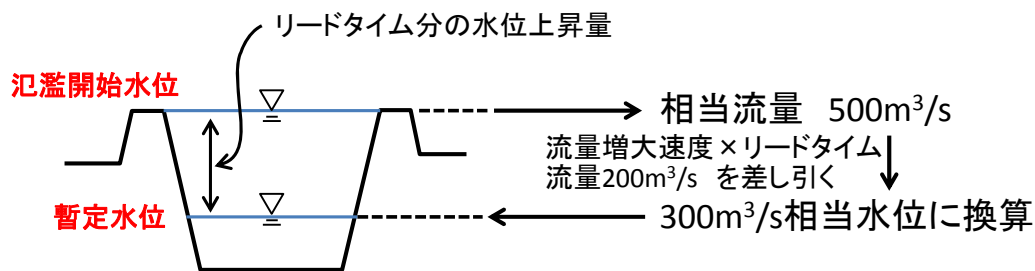 リードタイム分の水位上昇量
氾濫開始水位
相当流量 500m³/s
流量増大速度×リードタイム
流量200m³/s を差し引く
暫定水位
300m³/s相当水位に換算